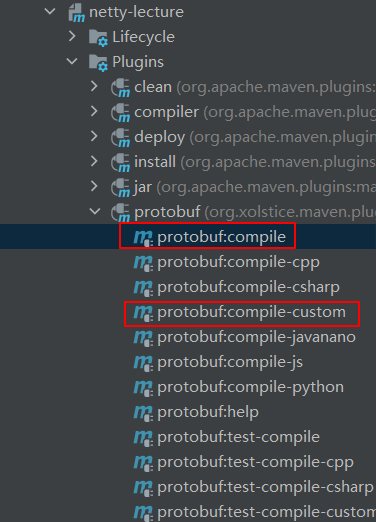 netty-lecture
Lifecycle
Plugins
clean (org.apache.maven.plugins:
compiler (org.apache.maven.plugins
deploy (org.apache.maven.plugins:
install (org.apache.maven.plugins
jar (org.apache.maven.plugins:ma
protobuf (org.xolstice.maven.plug
protobuf:compile
protobuf:compile-cpp
protobuf:compile-csharp
protobuf:compile-custom
protobuf:compile-javanano
protobuf:compile-js
protobuf:compile-python
protobuf:help
protobuf:test-compile
protobuf:test-compile-cpp
protobuf:test-compile-csharp
protobuf:test-compile-custom